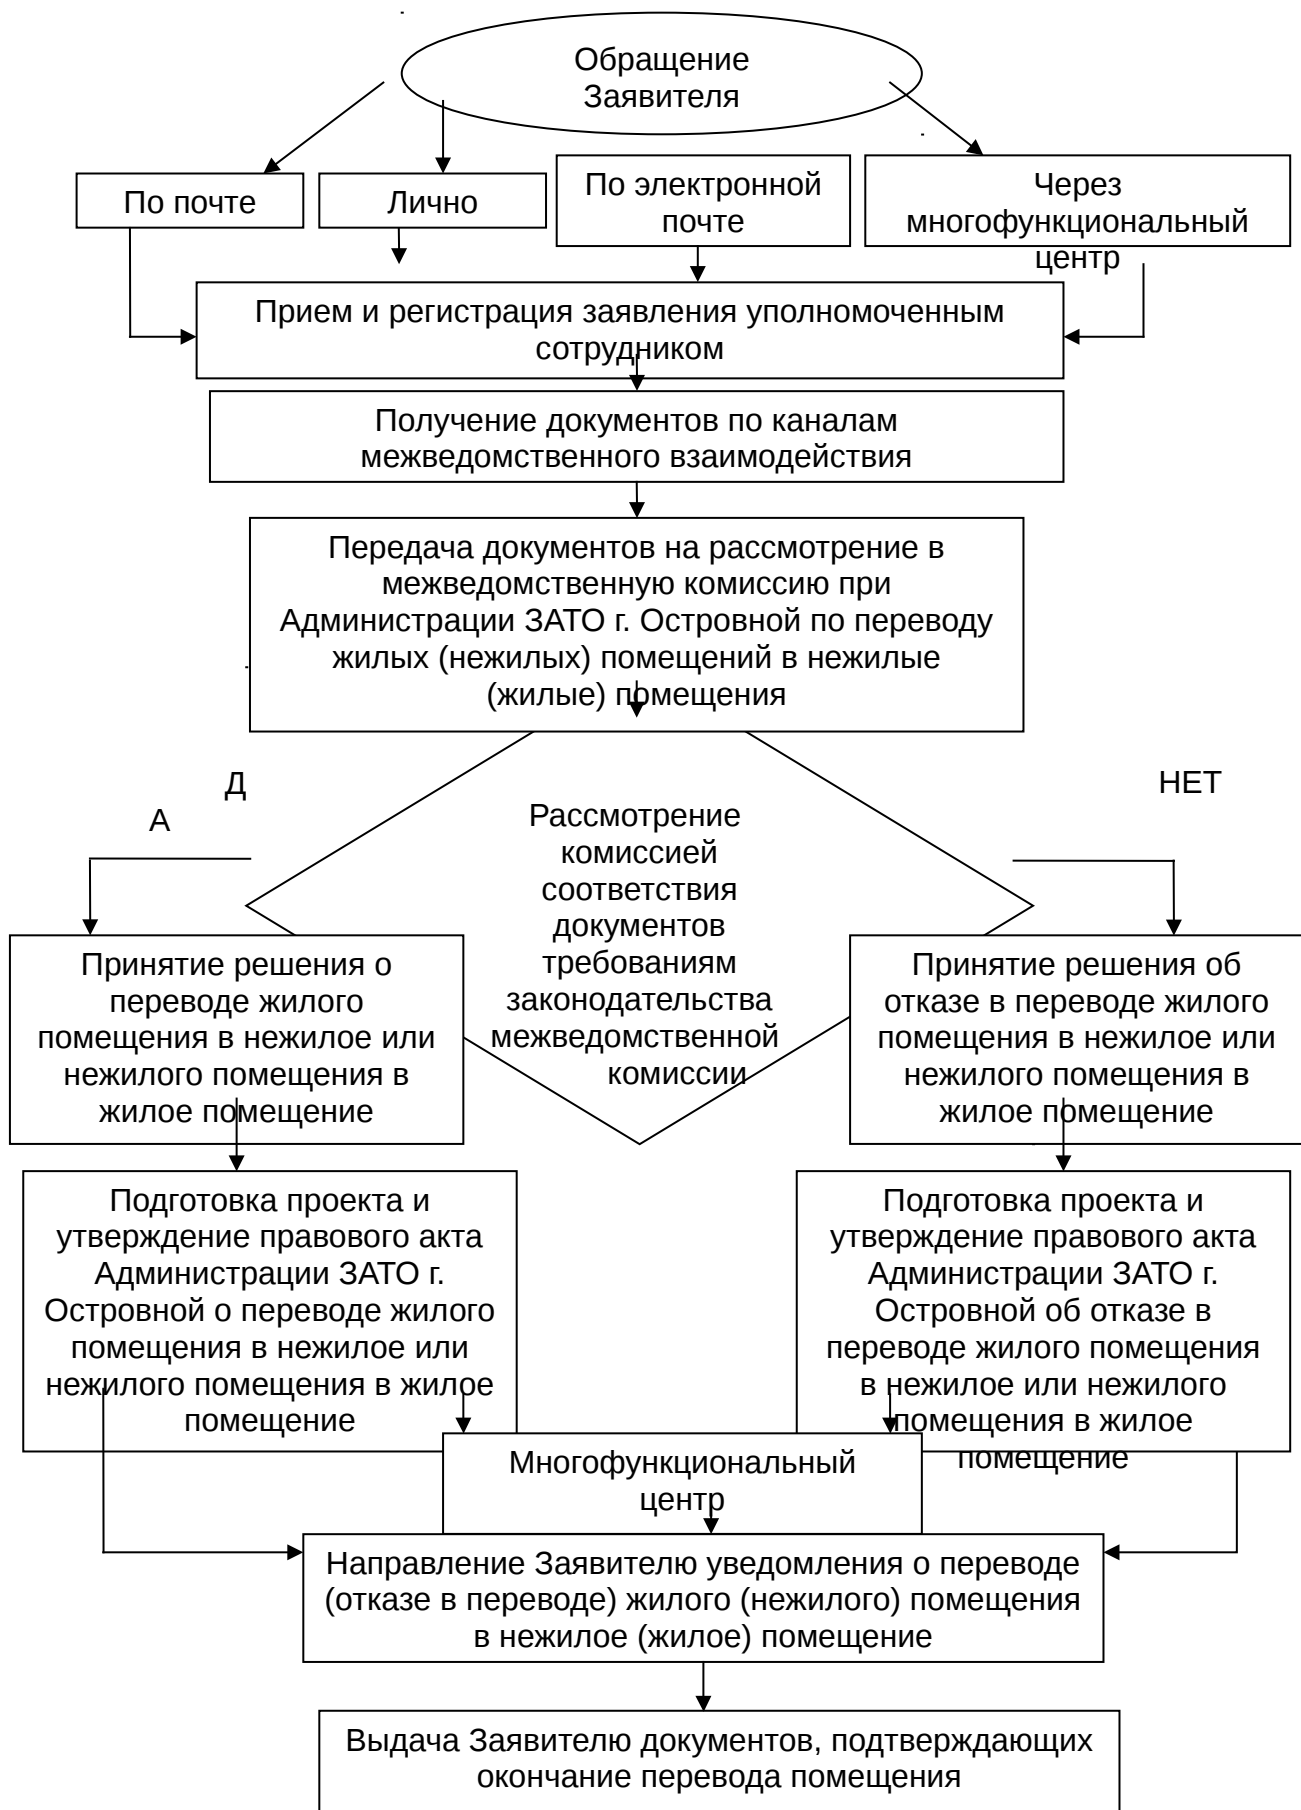 Обращение
Заявителя
По почте
Лично
По электронной
почте
Через
многофункциональный
центр
Прием и регистрация заявления уполномоченным
сотрудником
Получение документов по каналам
межведомственного взаимодействия
Передача документов на рассмотрение в
межведомственную комиссию при
Администрации ЗАТО г. Островной по переводу
жилых (нежилых) помещений в нежилые
(жилые) помещения
Д
А
НЕТ
Рассмотрение
комиссией
соответствия
документов
требованиям
законодательства
межведомственной
комиссии
Принятие решения о
переводе жилого
помещения в нежилое или
нежилого помещения в
жилое помещение
Принятие решения об
отказе в переводе жилого
помещения в нежилое или
нежилого помещения в
жилое помещение
Подготовка проекта и
утверждение правового акта
Администрации ЗАТО г.
Островной о переводе жилого
помещения в нежилое или
нежилого помещения в жилое
помещение
Подготовка проекта и
утверждение правового акта
Администрации ЗАТО г.
Островной об отказе в
переводе жилого помещения
в нежилое или нежилого
помещения в жилое
помещение
Многофункциональный
центр
Направление Заявителю уведомления о переводе
(отказе в переводе) жилого (нежилого) помещения
в нежилое (жилое) помещение
Выдача Заявителю документов, подтверждающих
окончание перевода помещения